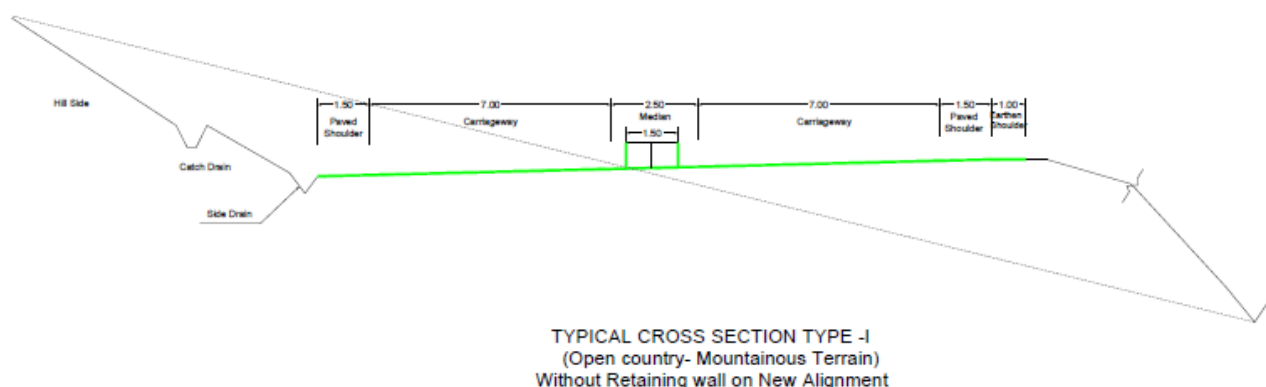 1.50 7.00 2.50 7.00 1.50 1.00
Hill Side
Paved Carriageway Median Carriageway Paved Earthen
Shoulder Shoulder Shoulder
1.50
Catch Drain
Side Drain
TYPICAL CROSS SECTION TYPE -I
(Open country- Mountainous Terrain)
Without Retaining wall on New Alignment